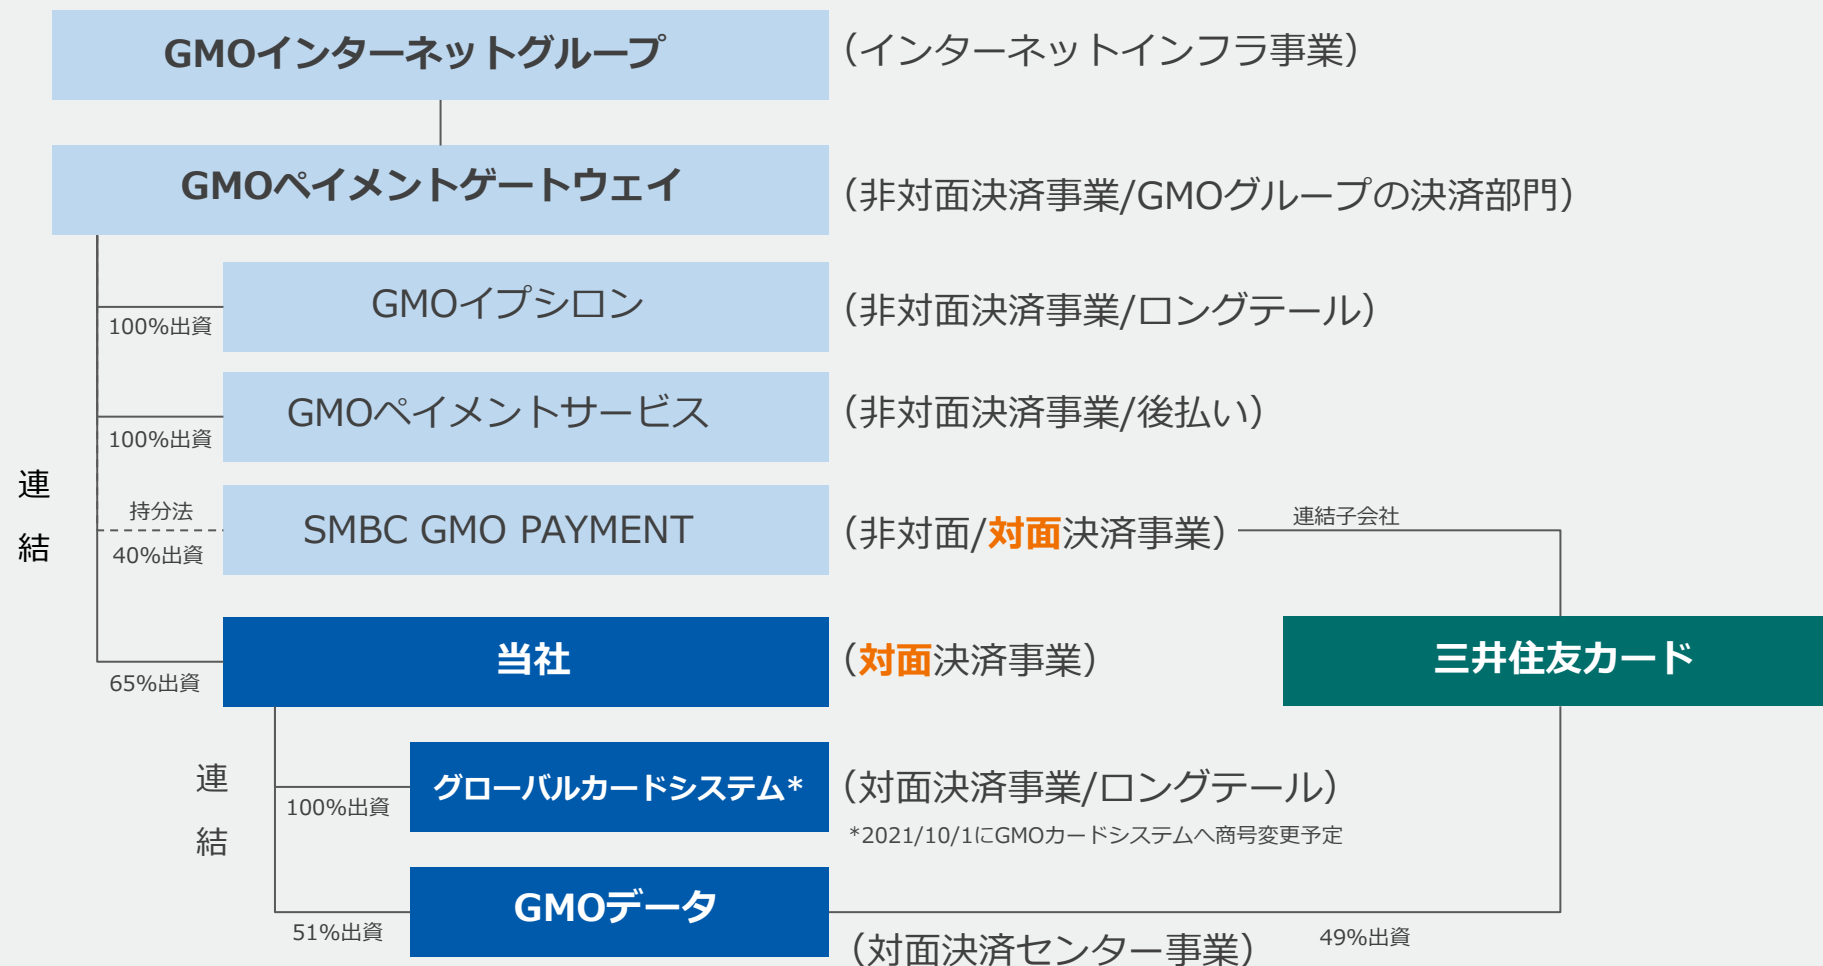 GMOインターネットグループ
(インターネットインフラ事業)
GMOペイメントゲートウェイ
(非対面決済事業/GMOグループの決済部門)
GMOイプシロン
(非対面決済事業/ロングテール)
100%出資
GMOペイメントサービス
(非対面決済事業/後払い)
100%出資
連結
持分法
40%出資
SMBC GMO PAYMENT
(非対面/対面決済事業)
連結子会社
当社
(対面決済事業)
三井住友カード
65%出資
連結
グローバルカードシステム*
(対面決済事業/ロングテール)
100%出資
*2021/10/1にGMOカードシステムへ商号変更予定
GMOデータ
51%出資
(対面決済センター事業)
49%出資